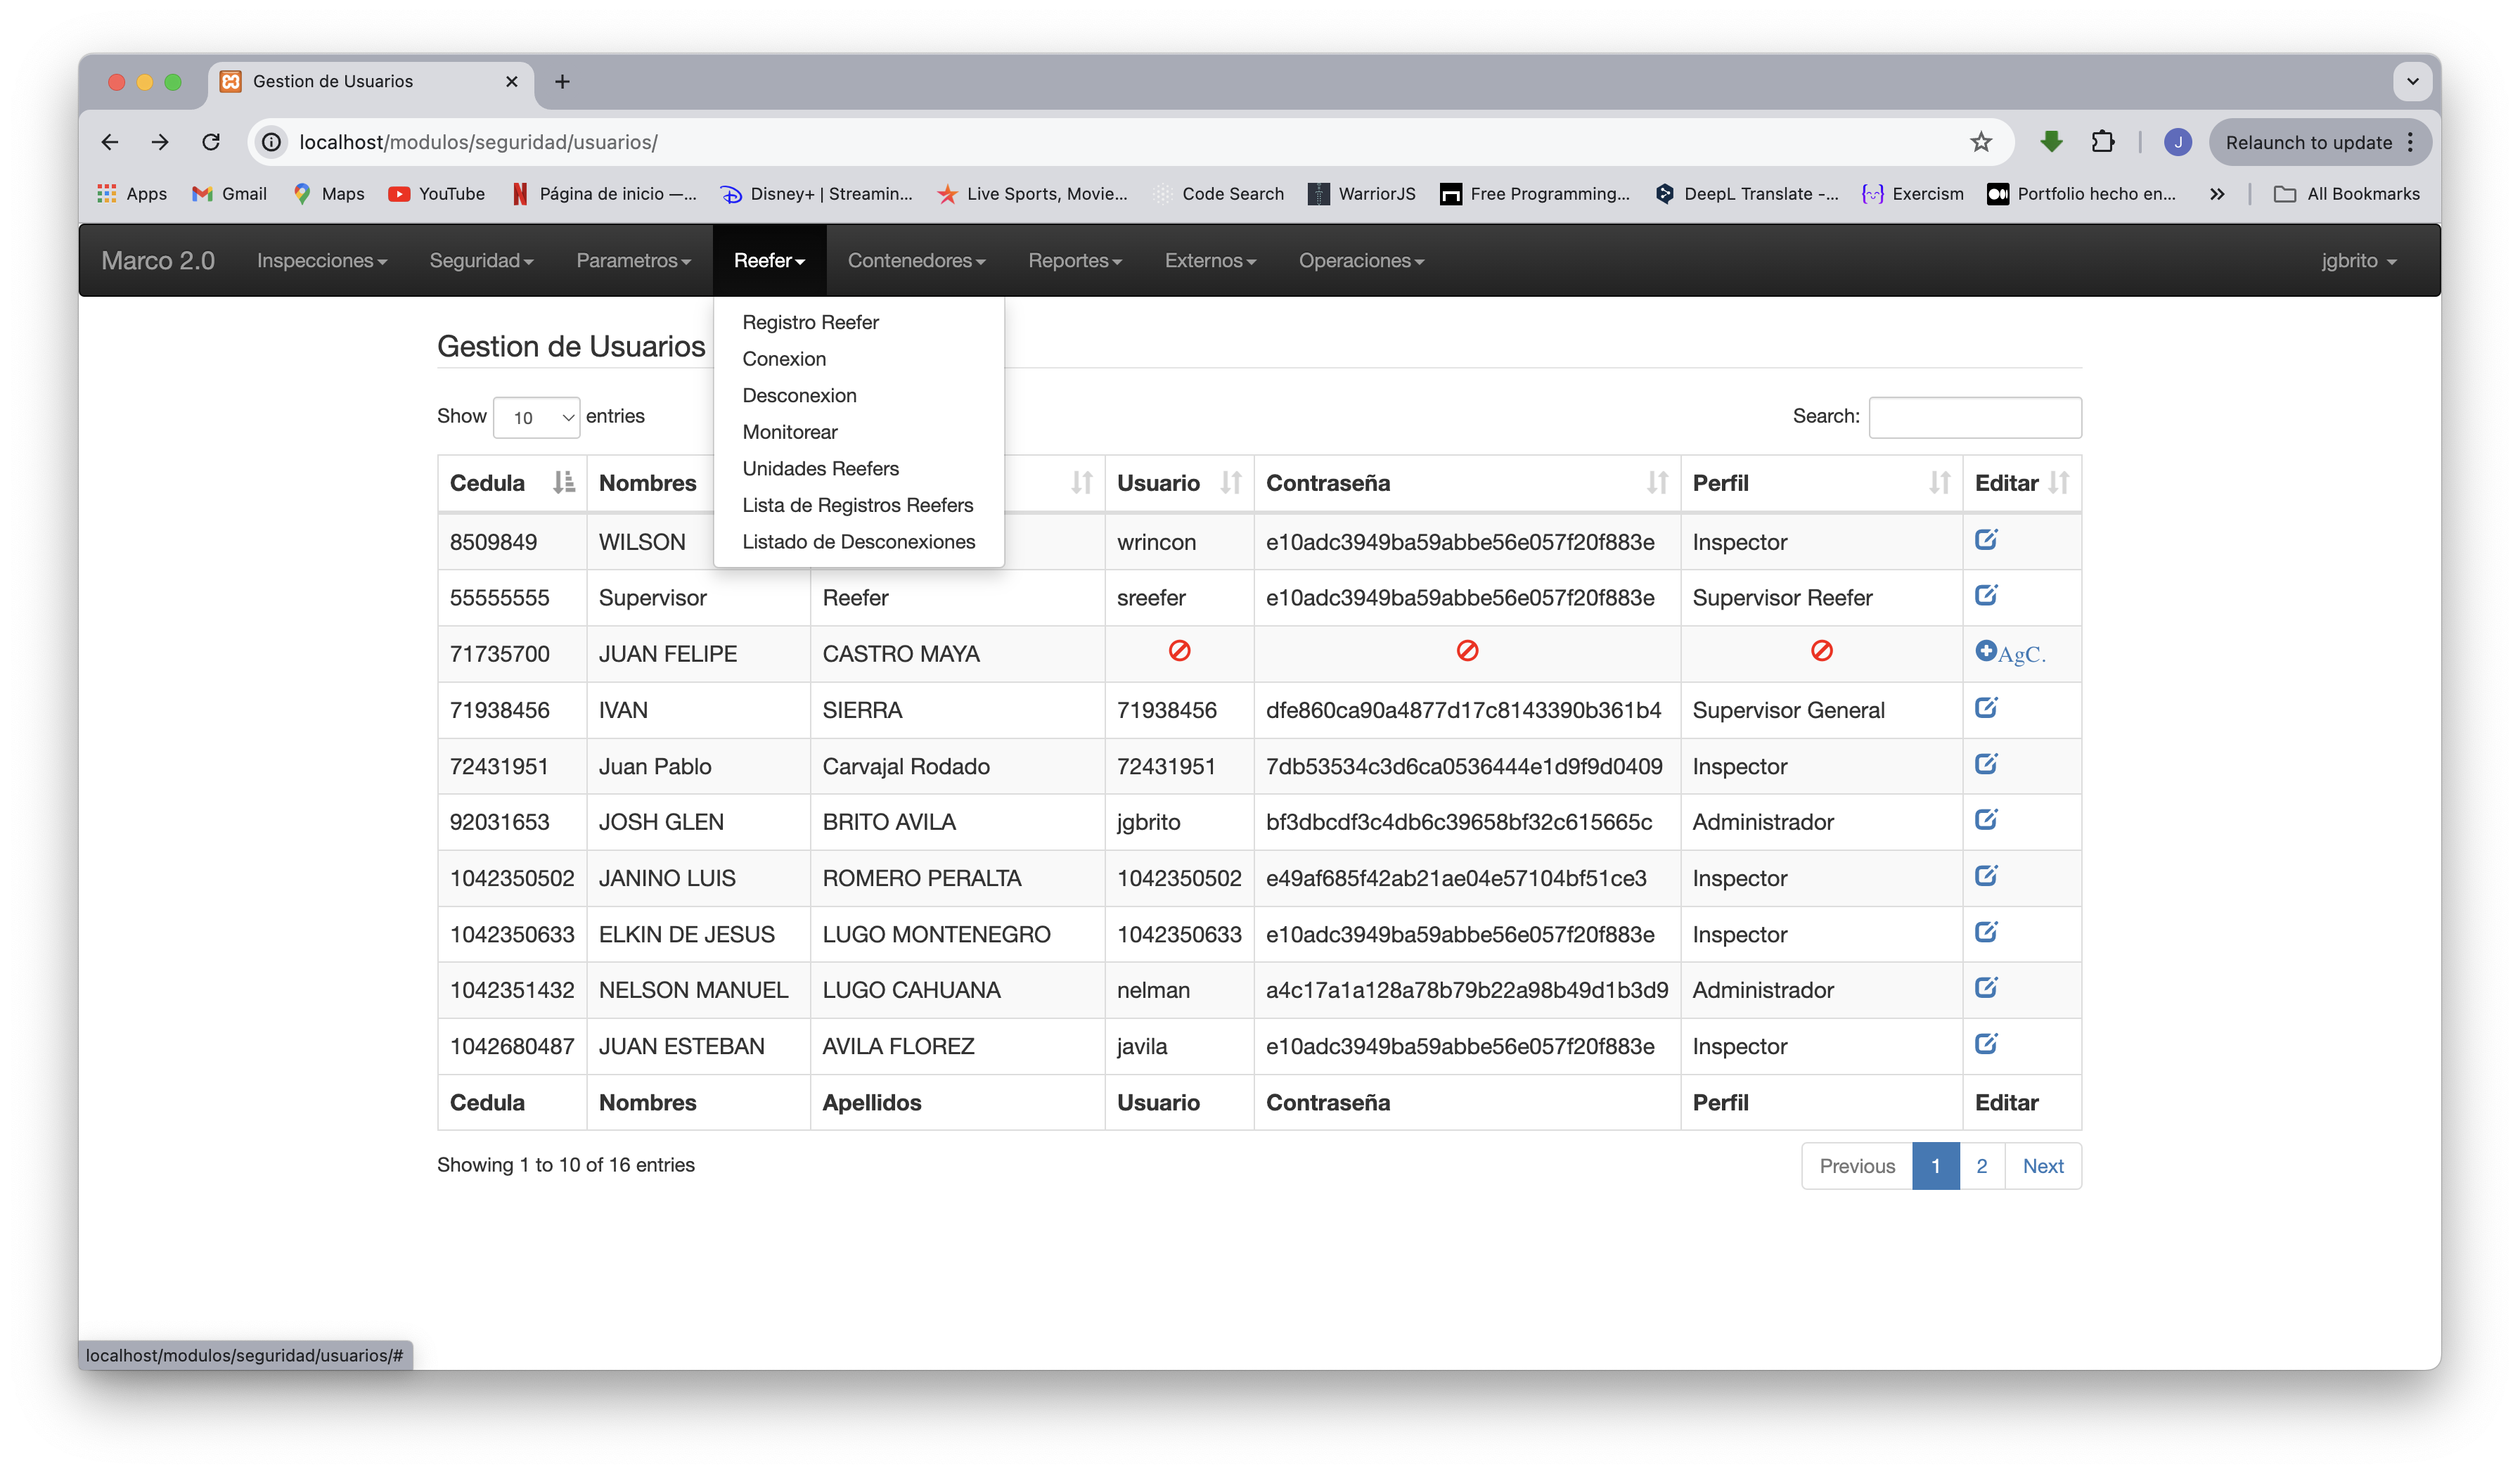 Gestion de Usuarios
localhost/modulos/seguridad/usuarios/
J
Relaunch to update
Apps Gmail Maps YouTube Página de inicio —... Disney+ | Streamin... Live Sports, Movie... Code Search WarriorJS Free Programming... DeepL Translate -... Exercism Portfolio hecho en... » All Bookmarks
Marco 2.0 Inspecciones Seguridad Parametros Reefer Contenedores Reportes Externos Operaciones jgbrito
Registro Reefer
Conexion
Desconexion
Monitorear
Unidades Reefers
Lista de Registros Reefers
Listado de Desconexiones
Gestion de Usuarios
Show 10 entries Search:
Cedula Nombres Usuario Contraseña Perfil Editar
8509849 WILSON wrincon e10adc3949ba59abbe56e057f20f883e Inspector
55555555 Supervisor Reefer sreefer e10adc3949ba59abbe56e057f20f883e Supervisor Reefer
71735700 JUAN FELIPE CASTRO MAYA AgC.
71938456 IVAN SIERRA 71938456 dfe860ca90a4877d17c8143390b361b4 Supervisor General
72431951 Juan Pablo Carvajal Rodado 72431951 7db53534c3d6ca0536444e1d9f9d0409 Inspector
92031653 JOSH GLEN BRITO AVILA jgbrito bf3dbcdf3c4db6c39658bf32c615665c Administrador
1042350502 JANINO LUIS ROMERO PERALTA 1042350502 e49af685f42ab21ae04e57104bf51ce3 Inspector
1042350633 ELKIN DE JESUS LUGO MONTENEGRO 1042350633 e10adc3949ba59abbe56e057f20f883e Inspector
1042351432 NELSON MANUEL LUGO CAHUANA nelman a4c17a1a128a78b79b22a98b49d1b3d9 Administrador
1042680487 JUAN ESTEBAN AVILA FLOREZ javila e10adc3949ba59abbe56e057f20f883e Inspector
Cedula Nombres Apellidos Usuario Contraseña Perfil Editar
Showing 1 to 10 of 16 entries Previous 1 2 Next
localhost/modulos/seguridad/usuarios/#